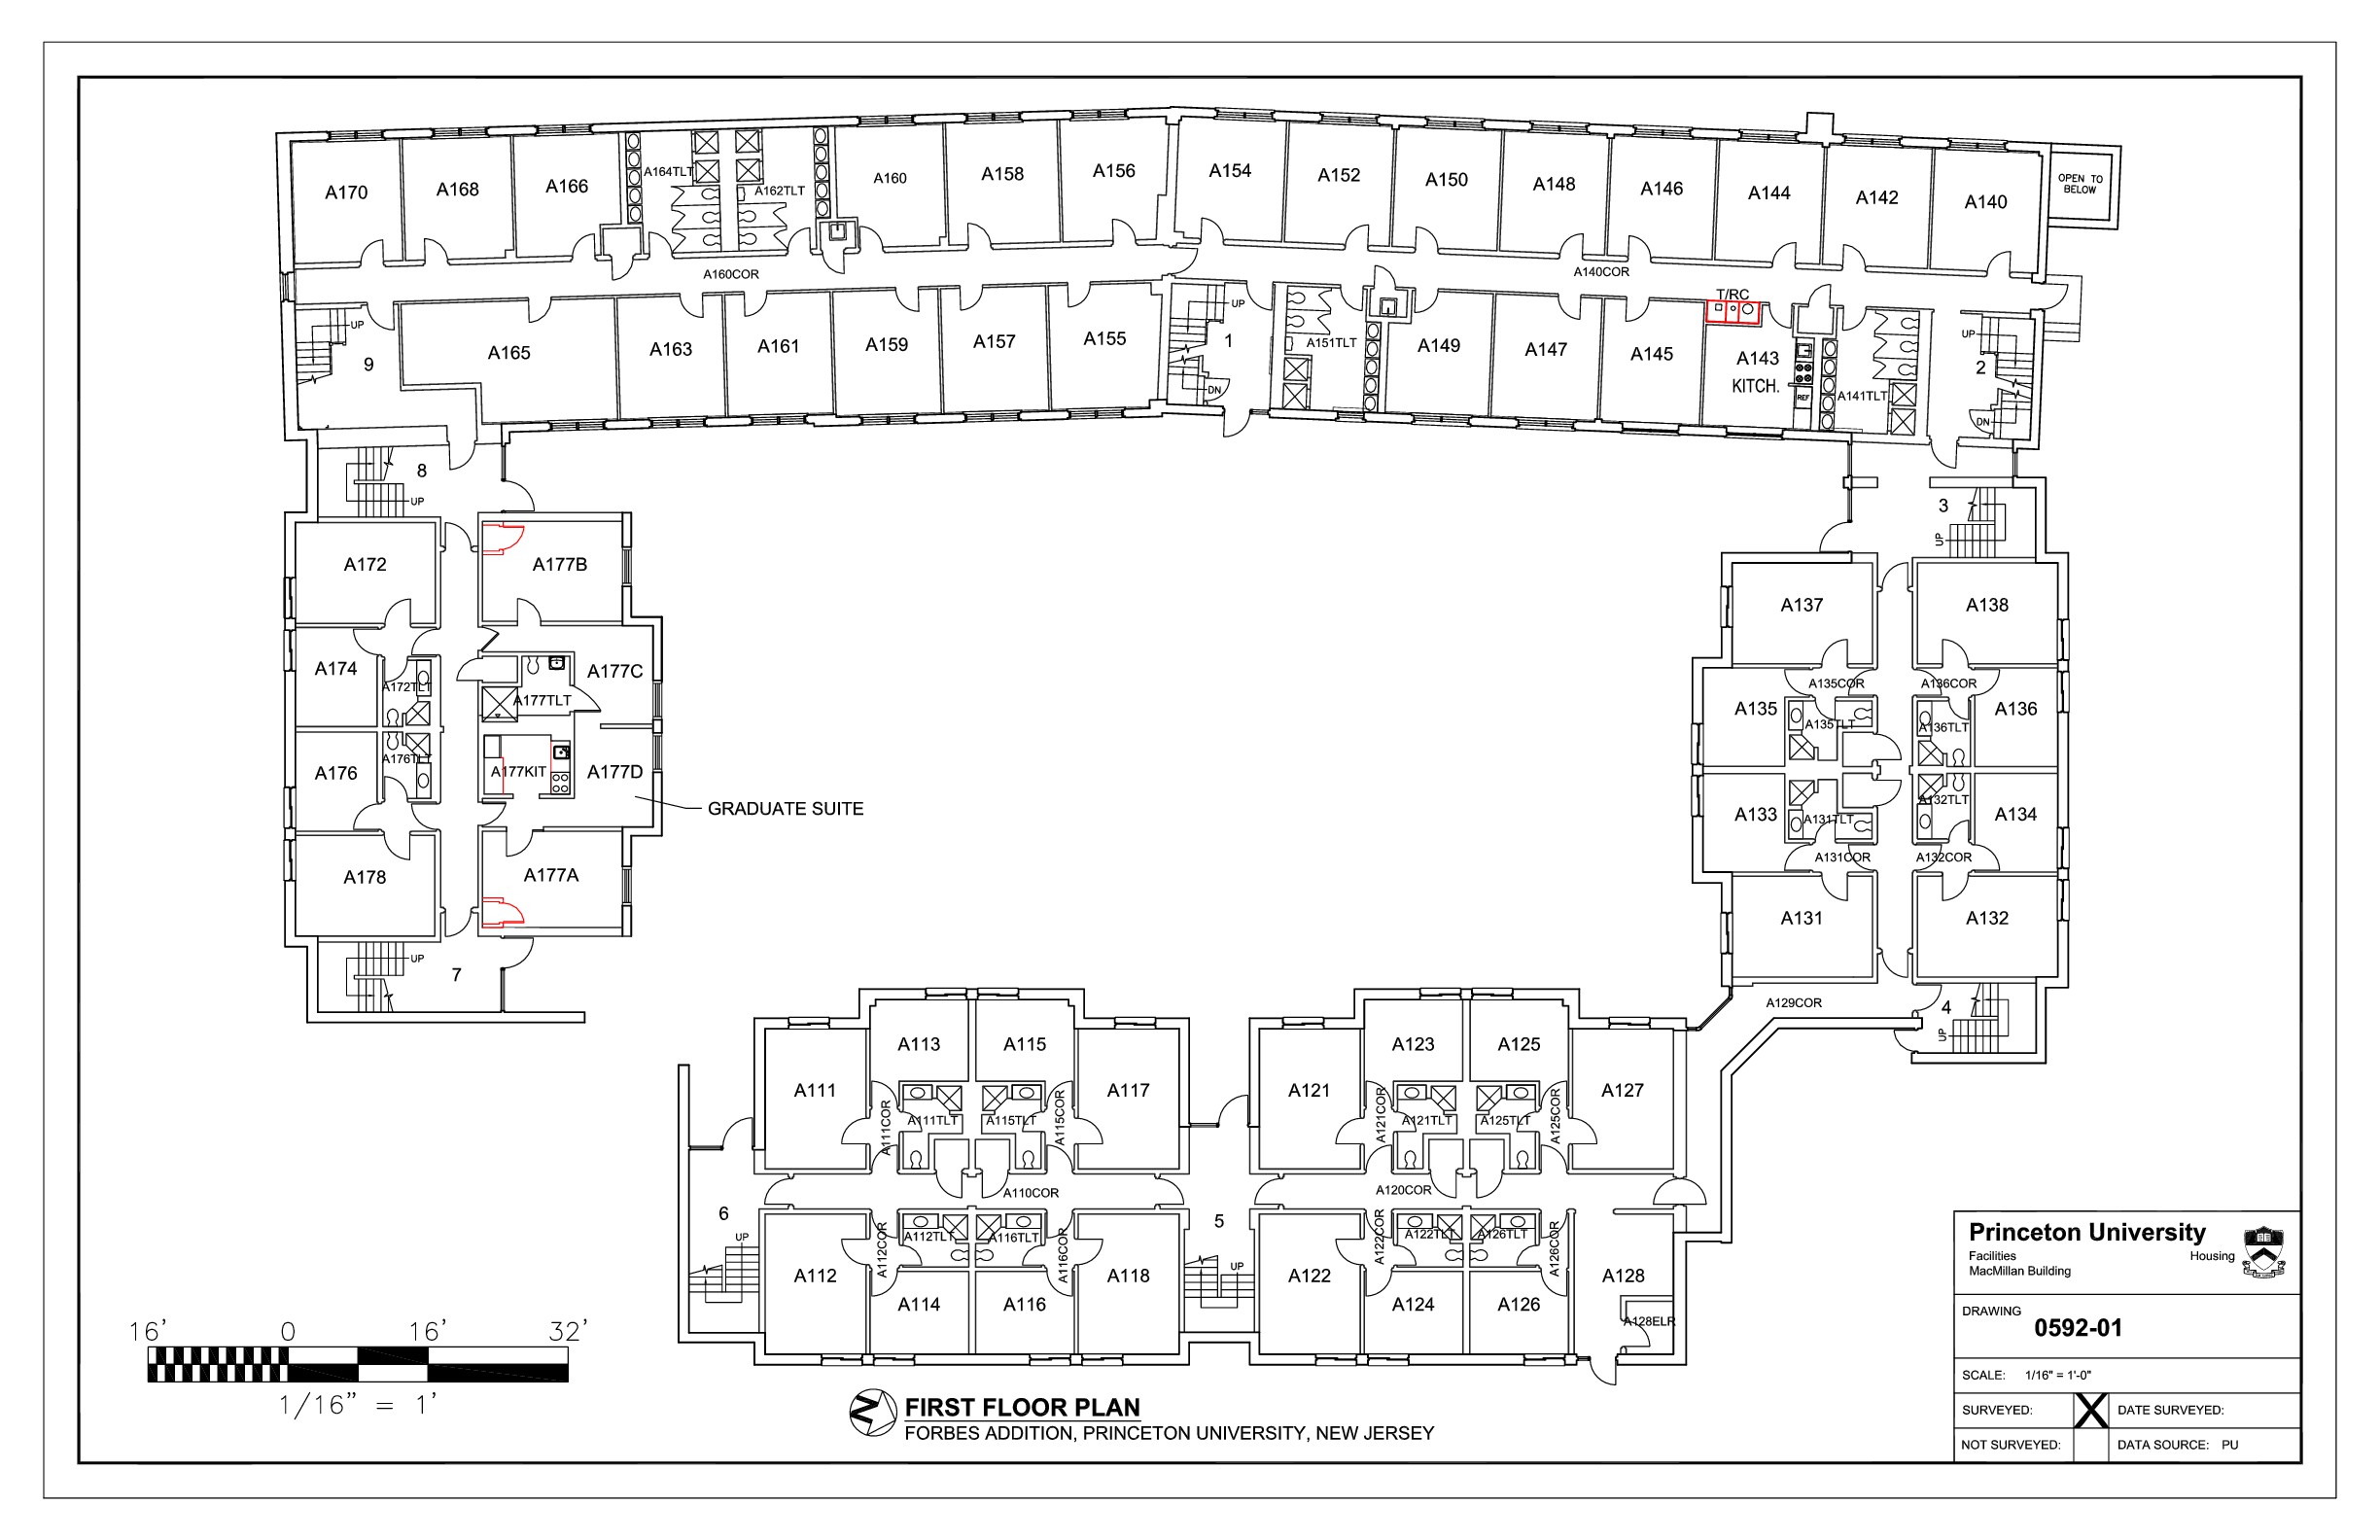 A170
A168
A166
A164TLT
A162TLT
A160
A158
A156
A154
A152
A150
A148
A146
A144
A142
A140
OPEN TO
BELOW
A160COR
A140COR
T/RC
UP
9
A165
A163
A161
A159
A157
A155
UP
1
DN
A151TLT
A149
A147
A145
A143
KITCH.
REF
A141TLT
UP
2
DN
8
UP
3
UP
A172
A177B
A174
A172TLT
A177C
A177TLT
A176
A176TLT
A177KIT
A177D
GRADUATE SUITE
A178
A177A
UP
7
A137
A138
A135COR
A136COR
A135
A135TLT
A136TLT
A136
A133
A131TLT
A132TLT
A134
A131COR
A132COR
A131
A132
A129COR
4
UP
A111
A113
A115
A117
A111COR
A111TLT
A115TLT
A115COR
A121
A123
A125
A127
A121COR
A121TLT
A125TLT
A125COR
A110COR
A120COR
6
UP
A112
A112COR
A112TLT
A116TLT
A116COR
A114
A116
A118
5
UP
A122
A122COR
A122TLT
A126TLT
A126COR
A124
A126
A128
A128ELR
16' 0 16' 32'
1/16" = 1'
N
FIRST FLOOR PLAN
FORBES ADDITION, PRINCETON UNIVERSITY, NEW JERSEY
Princeton University
Facilities Housing
MacMillan Building
DRAWING
0592-01
SCALE: 1/16" = 1'-0"
SURVEYED: X DATE SURVEYED:
NOT SURVEYED: DATA SOURCE: PU